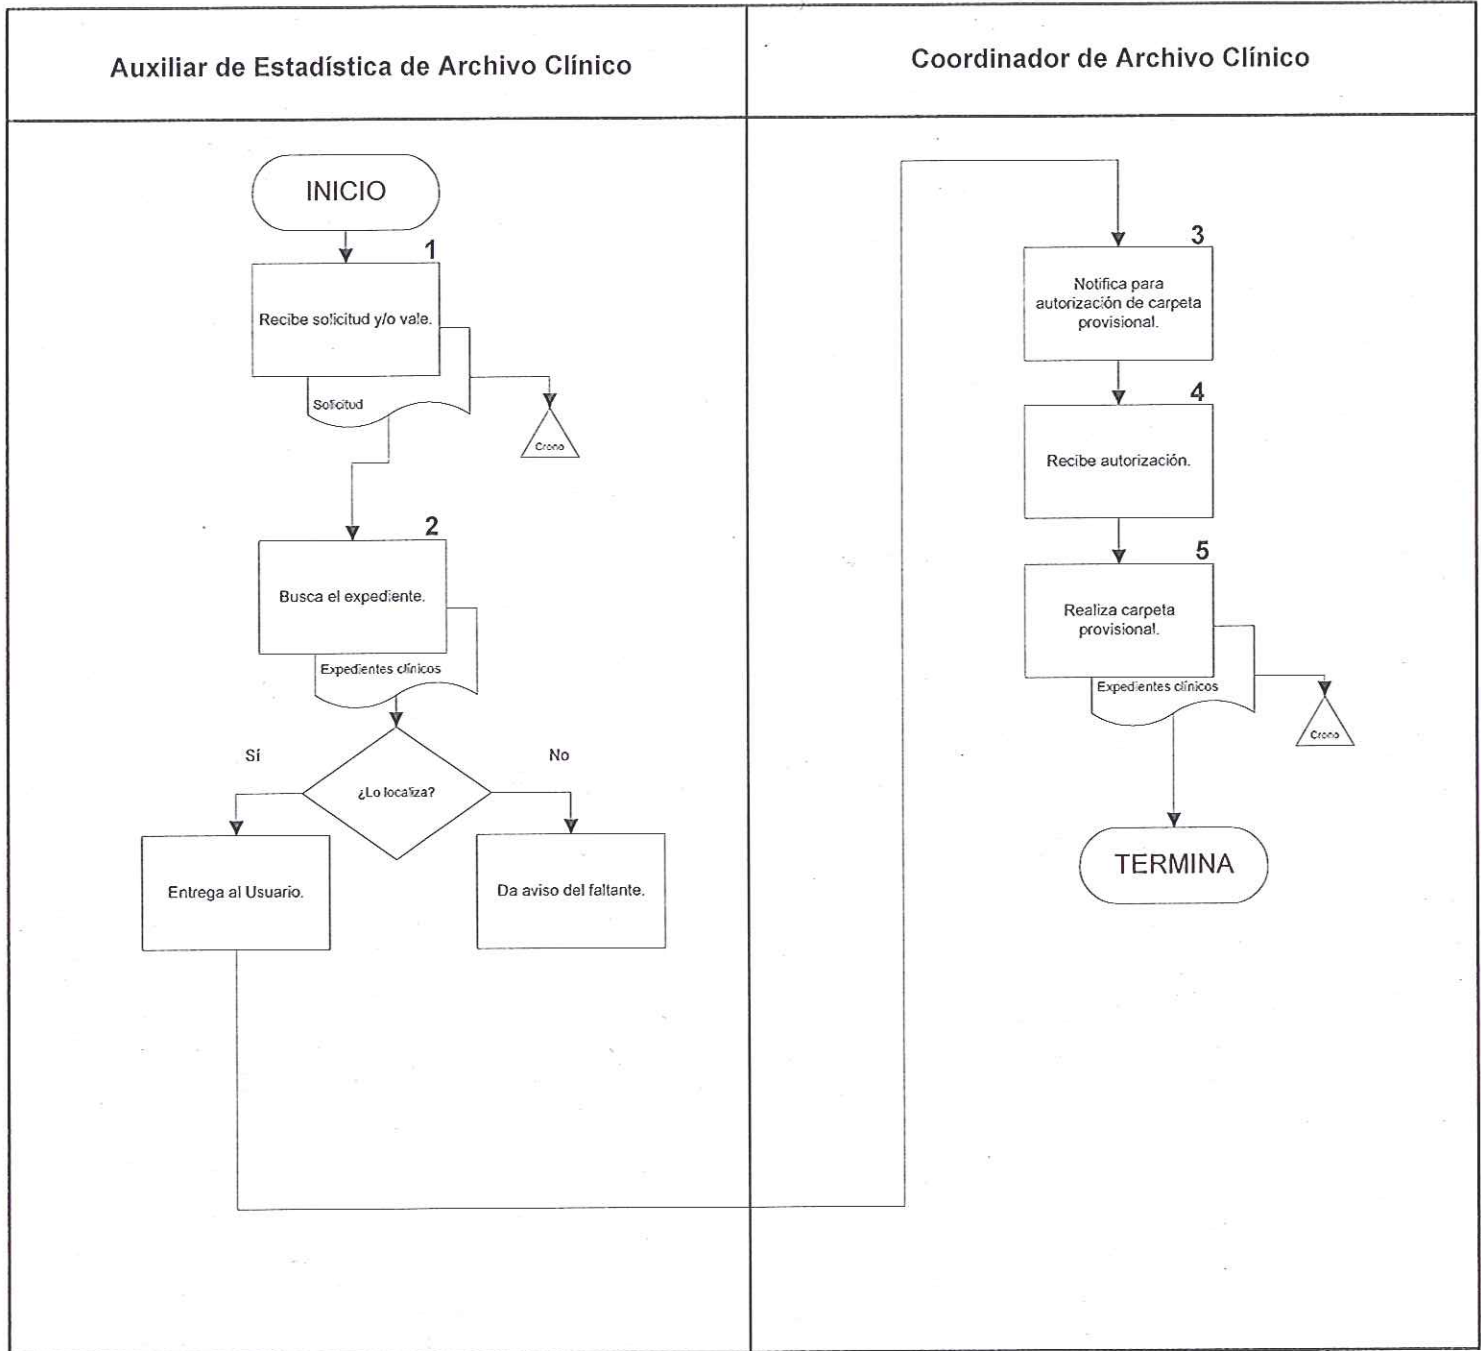 Auxiliar de Estadística de Archivo Clínico
Coordinador de Archivo Clínico
INICIO
1
Recibe solicitud y/o vale.
Solicitud
Crono
2
Busca el expediente.
Expedientes clínicos
Sí
No
¿Lo localiza?
Entrega al Usuario.
Da aviso del faltante.
3
Notifica para
autorización de carpeta
provisional.
4
Recibe autorización.
5
Realiza carpeta
provisional.
Expedientes clínicos
Crono
TERMINA